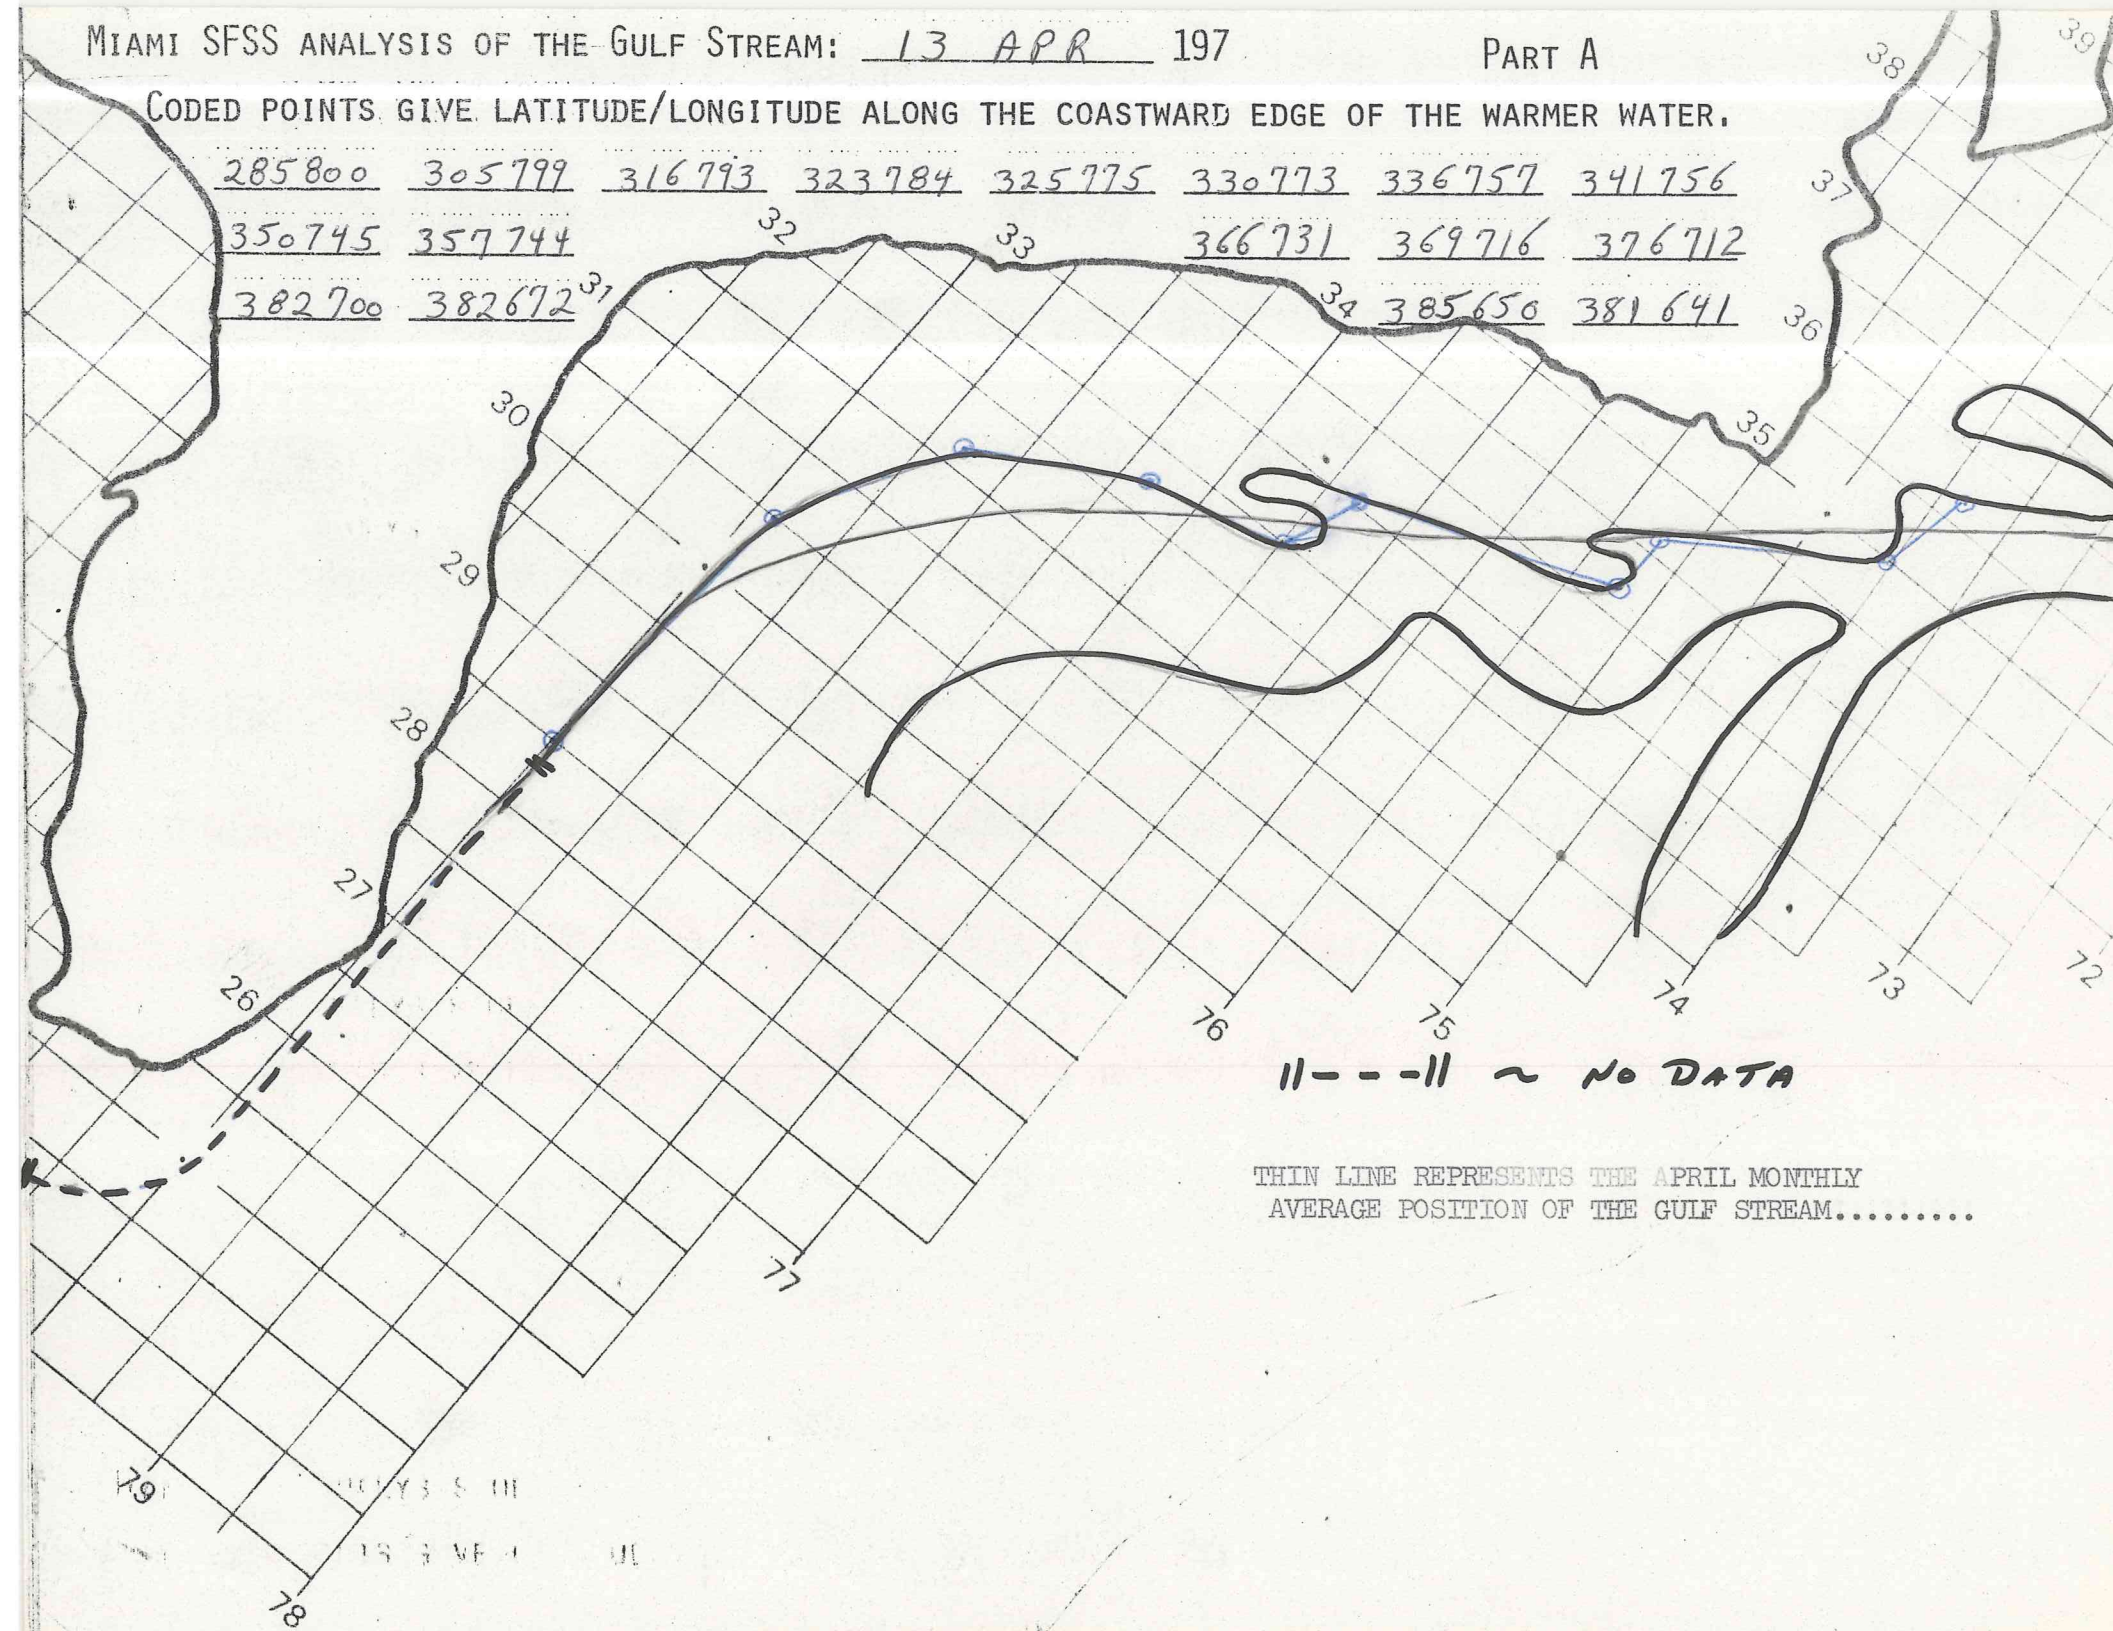 MIAMI SFSS ANALYSIS OF THE GULF STREAM: 13 APR 197 PART A
CODED POINTS GIVE LATITUDE/LONGITUDE ALONG THE COASTWARD EDGE OF THE WARMER WATER.
285800 305799 316793 323784 325775 330773 336757 341756
350745 357744 366731 369716 376712
382700 382672 385650 381641
39
38
37
36
35
34
33
32
31
30
29
28
27
26
72
73
74
75
76
||- - -|| ~ NO DATA
THIN LINE REPRESENTS THE APRIL MONTHLY
AVERAGE POSITION OF THE GULF STREAM.........
77
79
78